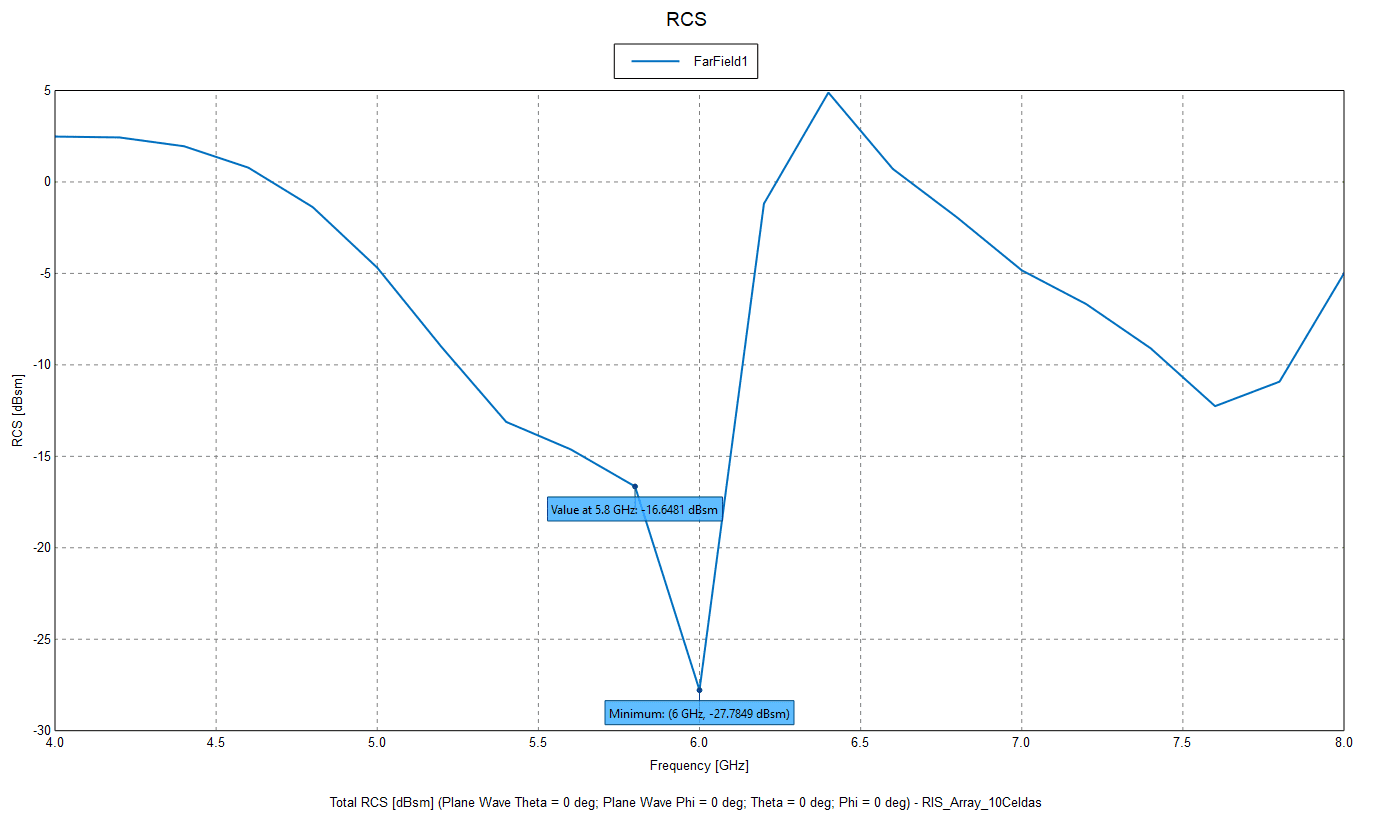 RCS
FarField1
5
0
-5
-10
-15
-20
-25
-30
RCS [dBsm]
Value at 5.8 GHz: -16.6481 dBsm
Minimum: (6 GHz, -27.7849 dBsm)
4.0 4.5 5.0 5.5 6.0 6.5 7.0 7.5 8.0
Frequency [GHz]
Total RCS [dBsm] (Plane Wave Theta = 0 deg; Plane Wave Phi = 0 deg; Theta = 0 deg; Phi = 0 deg) - RIS_Array_10Celdas